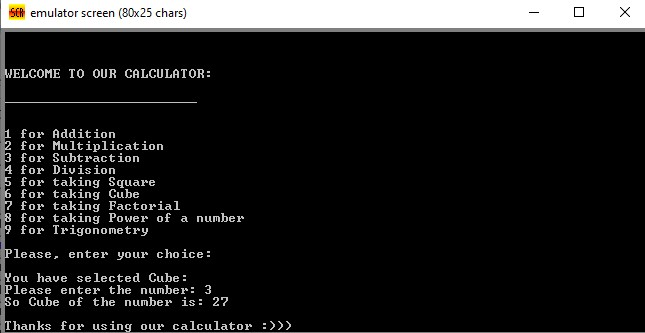 emulator screen (80x25 chars)
WELCOME TO OUR CALCULATOR:
1 for Addition
2 for Multiplication
3 for Subtraction
4 for Division
5 for taking Square
6 for taking Cube
7 for taking Factorial
8 for taking Power of a number
9 for Trigonometry
Please, enter your choice:
You have selected Cube:
Please enter the number: 3
So Cube of the number is: 27
Thanks for using our calculator :>>>